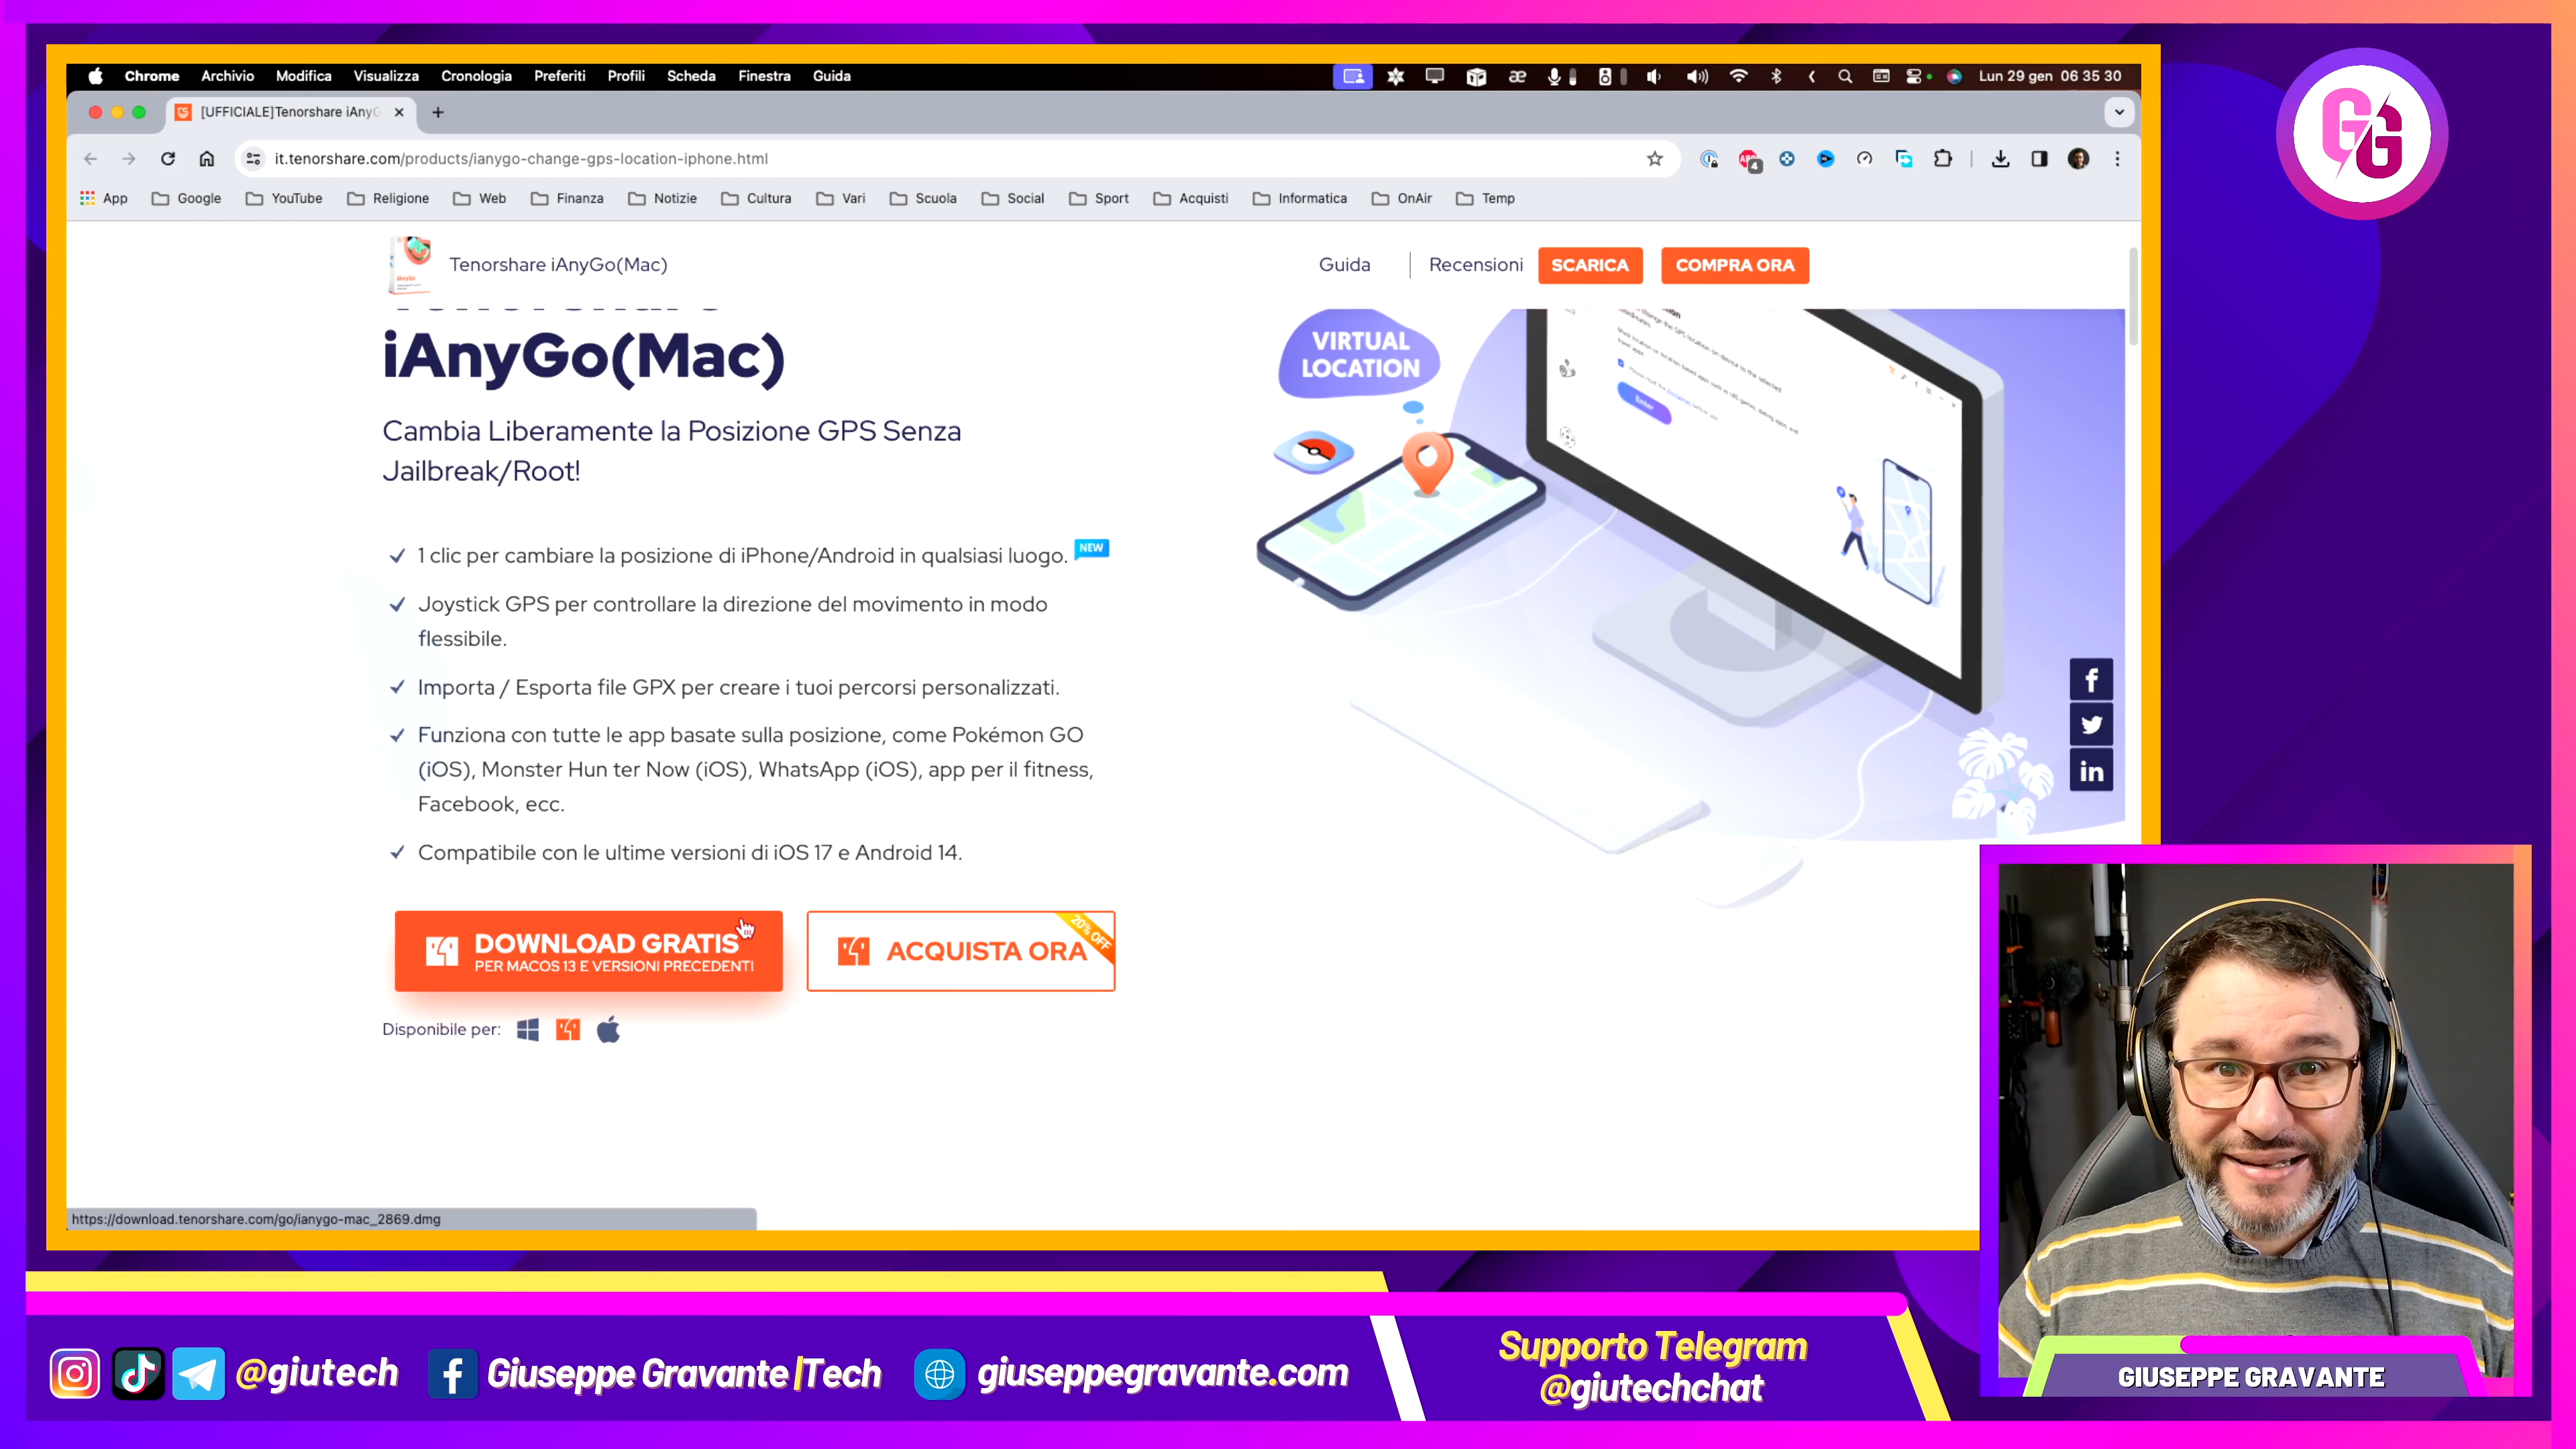 Chrome Archivio Modifica Visualizza Cronologia Preferiti Profili Scheda Finestra Guida
Lun 29 gen 06 35 30
[UFFICIALE]Tenorshare iAnyG
it.tenorshare.com/products/ianygo-change-gps-location-iphone.html
App Google YouTube Religione Web Finanza Notizie Cultura Vari Scuola Social Sport Acquisti Informatica OnAir Temp
Tenorshare iAnyGo(Mac)
Guida Recensioni SCARICA COMPRA ORA
iAnyGo(Mac)
Cambia Liberamente la Posizione GPS Senza
Jailbreak/Root!
1 clic per cambiare la posizione di iPhone/Android in qualsiasi luogo. NEW
Joystick GPS per controllare la direzione del movimento in modo
flessibile.
Importa / Esporta file GPX per creare i tuoi percorsi personalizzati.
Funziona con tutte le app basate sulla posizione, come Pokémon GO
(iOS), Monster Hun ter Now (iOS), WhatsApp (iOS), app per il fitness,
Facebook, ecc.
Compatibile con le ultime versioni di iOS 17 e Android 14.
DOWNLOAD GRATIS
PER MACOS 13 E VERSIONI PRECEDENTI
ACQUISTA ORA
20% OFF
Disponibile per:
VIRTUAL
LOCATION
Enter
https://download.tenorshare.com/go/ianygo-mac_2869.dmg
@giutech
Giuseppe Gravante |Tech
giuseppegravante.com
Supporto Telegram
@giutechchat
GIUSEPPE GRAVANTE